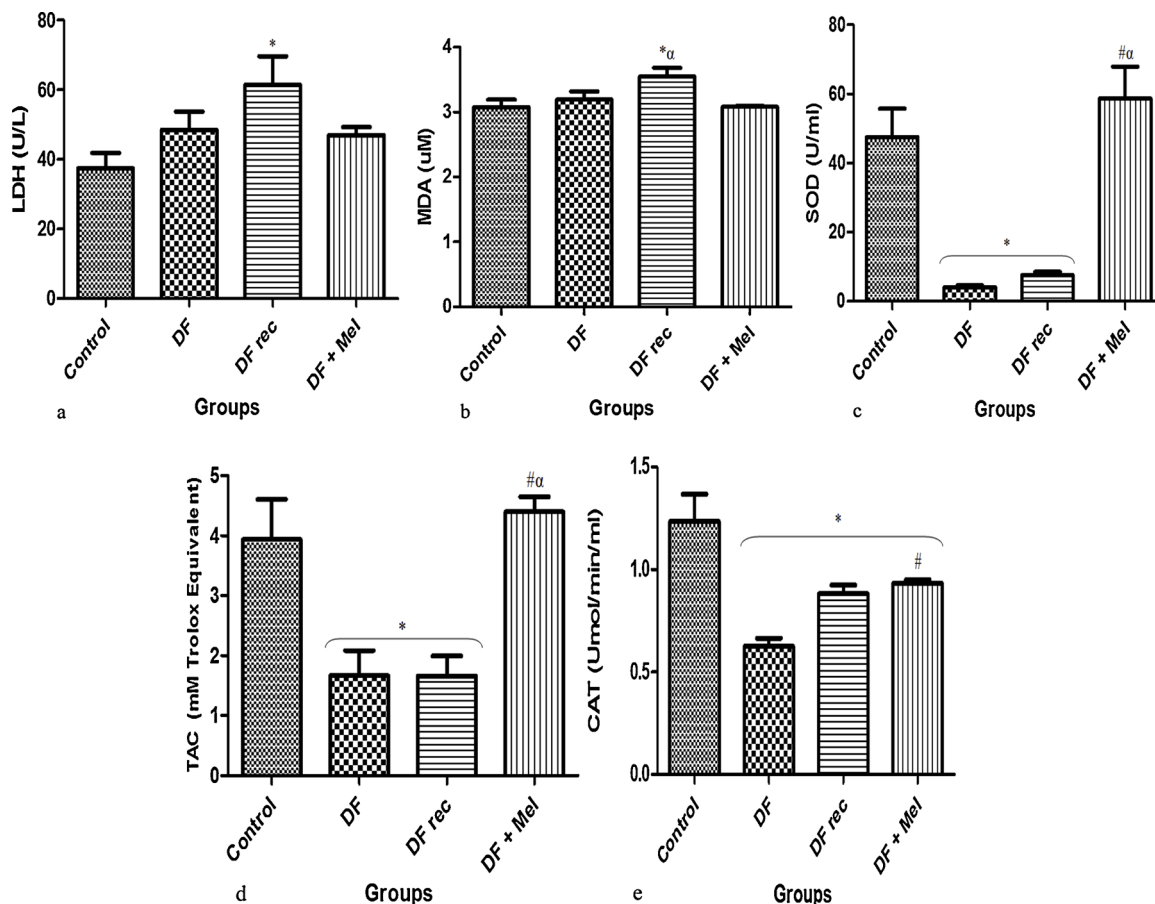 80
60
40
20
0
LDH (U/L)
*
Control
DF
DF rec
DF + Mel
Groups
a
4
3
2
1
0
MDA (uM)
*α
Control
DF
DF rec
DF + Mel
Groups
b
80
60
40
20
0
SOD (U/ml)
*
#α
Control
DF
DF rec
DF + Mel
Groups
c
5
4
3
2
1
0
TAC (mM Trolox Equivalent)
*
#α
Control
DF
DF rec
DF + Mel
Groups
d
1.5
1.0
0.5
0.0
CAT (Umol/min/ml)
*
#
Control
DF
DF rec
DF + Mel
Groups
e